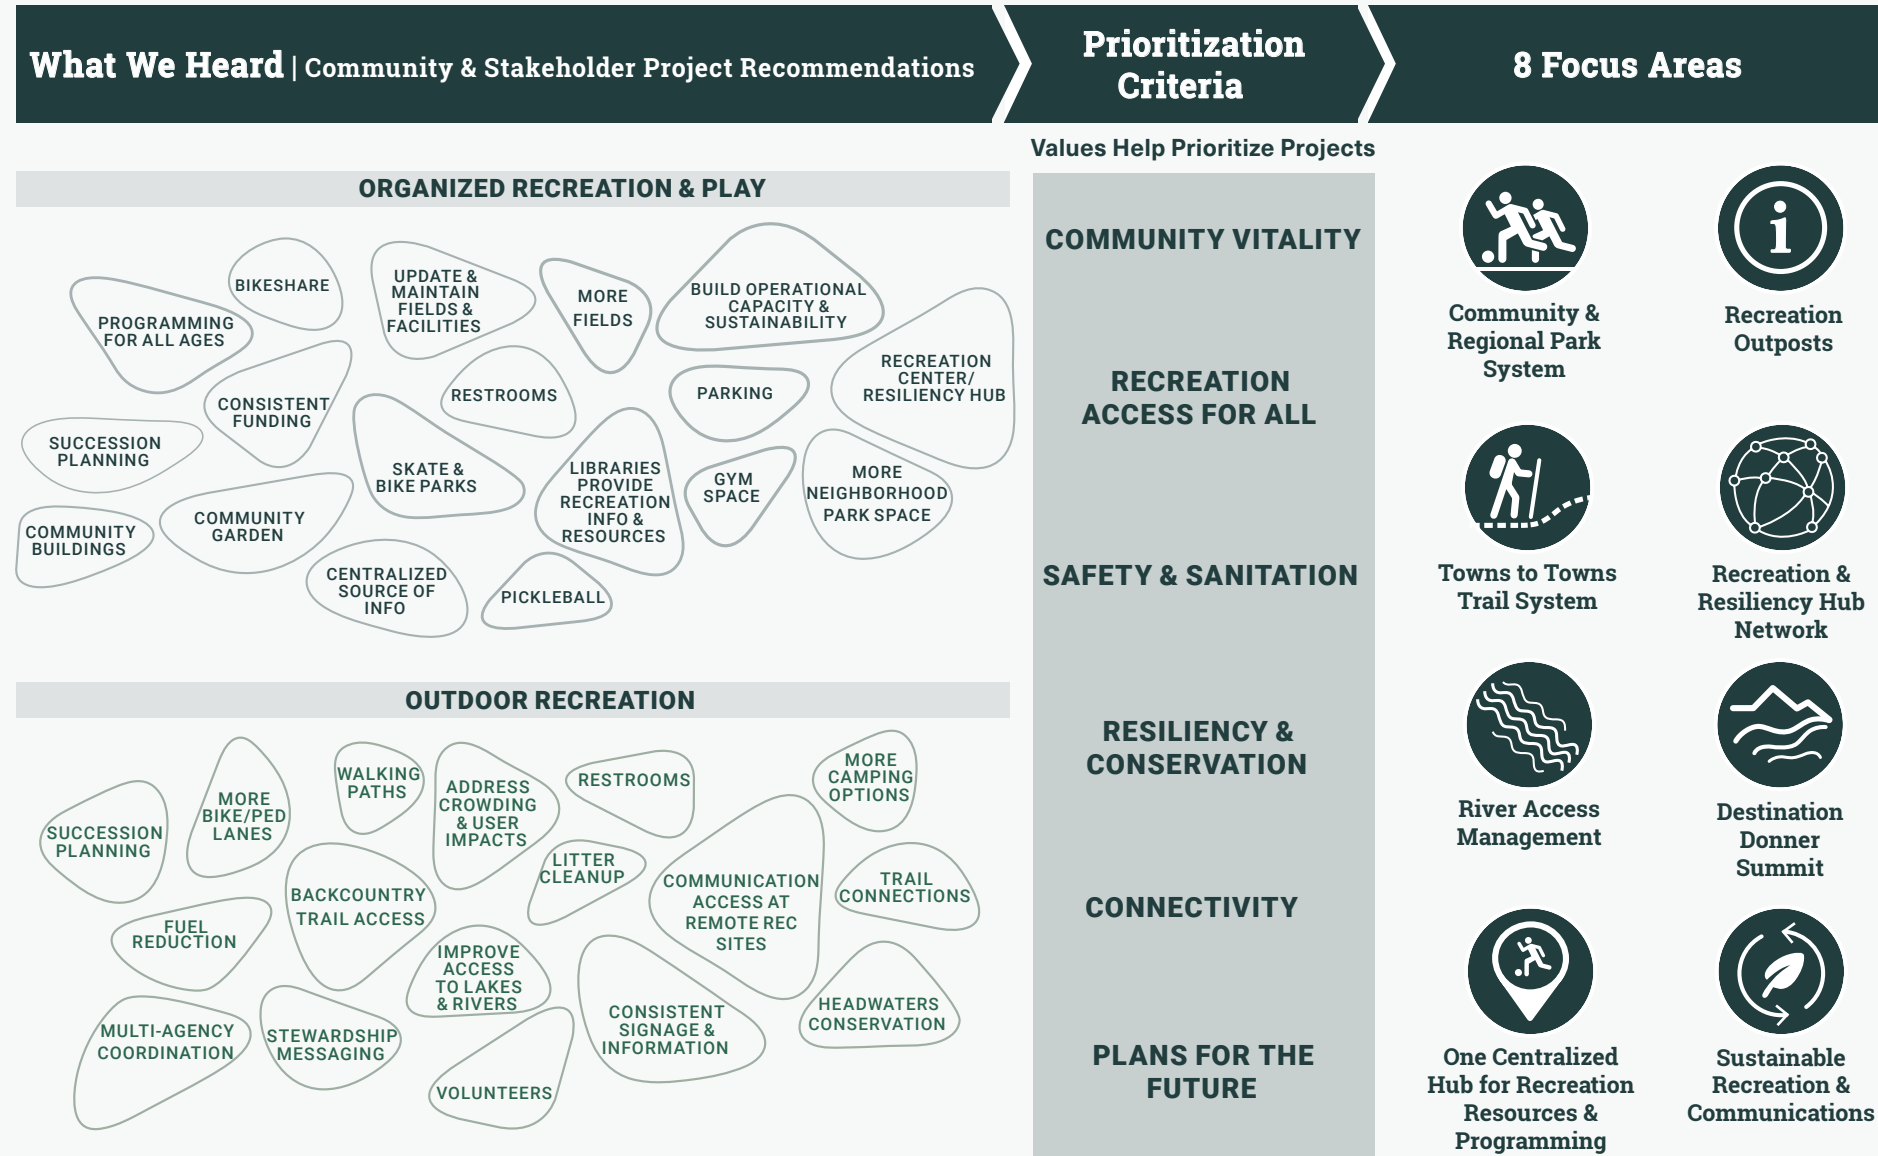 What We Heard | Community & Stakeholder Project Recommendations
Prioritization
Criteria
8 Focus Areas
ORGANIZED RECREATION & PLAY
PROGRAMMING
FOR ALL AGES
BIKESHARE
UPDATE &
MAINTAIN
FIELDS &
FACILITIES
MORE
FIELDS
BUILD OPERATIONAL
CAPACITY &
SUSTAINABILITY
RECREATION
CENTER/
RESILIENCY HUB
CONSISTENT
FUNDING
RESTROOMS
PARKING
SUCCESSION
PLANNING
SKATE &
BIKE PARKS
LIBRARIES
PROVIDE
RECREATION
INFO &
RESOURCES
GYM
SPACE
MORE
NEIGHBORHOOD
PARK SPACE
COMMUNITY
BUILDINGS
COMMUNITY
GARDEN
CENTRALIZED
SOURCE OF
INFO
PICKLEBALL
OUTDOOR RECREATION
SUCCESSION
PLANNING
MORE
BIKE/PED
LANES
WALKING
PATHS
ADDRESS
CROWDING
& USER
IMPACTS
RESTROOMS
MORE
CAMPING
OPTIONS
LITTER
CLEANUP
BACKCOUNTRY
TRAIL ACCESS
COMMUNICATION
ACCESS AT
REMOTE REC
SITES
TRAIL
CONNECTIONS
FUEL
REDUCTION
IMPROVE
ACCESS
TO LAKES
& RIVERS
MULTI-AGENCY
COORDINATION
STEWARDSHIP
MESSAGING
CONSISTENT
SIGNAGE &
INFORMATION
HEADWATERS
CONSERVATION
VOLUNTEERS
Values Help Prioritize Projects
COMMUNITY VITALITY
RECREATION
ACCESS FOR ALL
SAFETY & SANITATION
RESILIENCY &
CONSERVATION
CONNECTIVITY
PLANS FOR THE
FUTURE
Community &
Regional Park
System
i
Recreation
Outposts
Towns to Towns
Trail System
Recreation &
Resiliency Hub
Network
River Access
Management
Destination
Donner
Summit
One Centralized
Hub for Recreation
Resources &
Programming
Sustainable
Recreation &
Communications